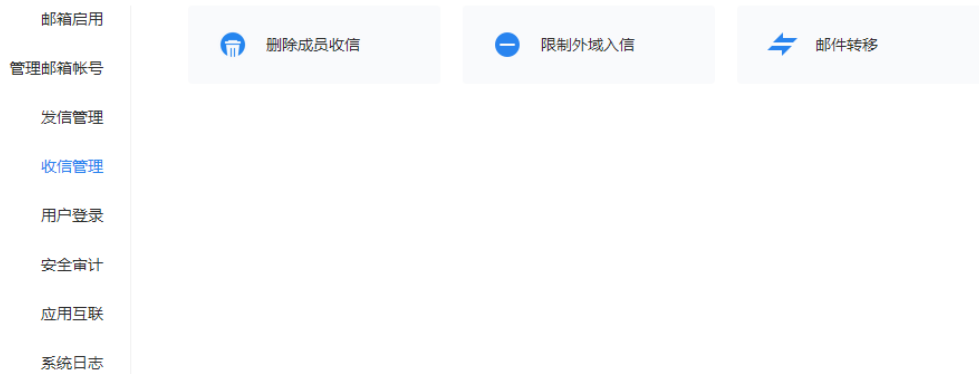 邮箱启用
管理邮箱帐号
发信管理
收信管理
用户登录
安全审计
应用互联
系统日志
删除成员收信
限制外域入信
邮件转移